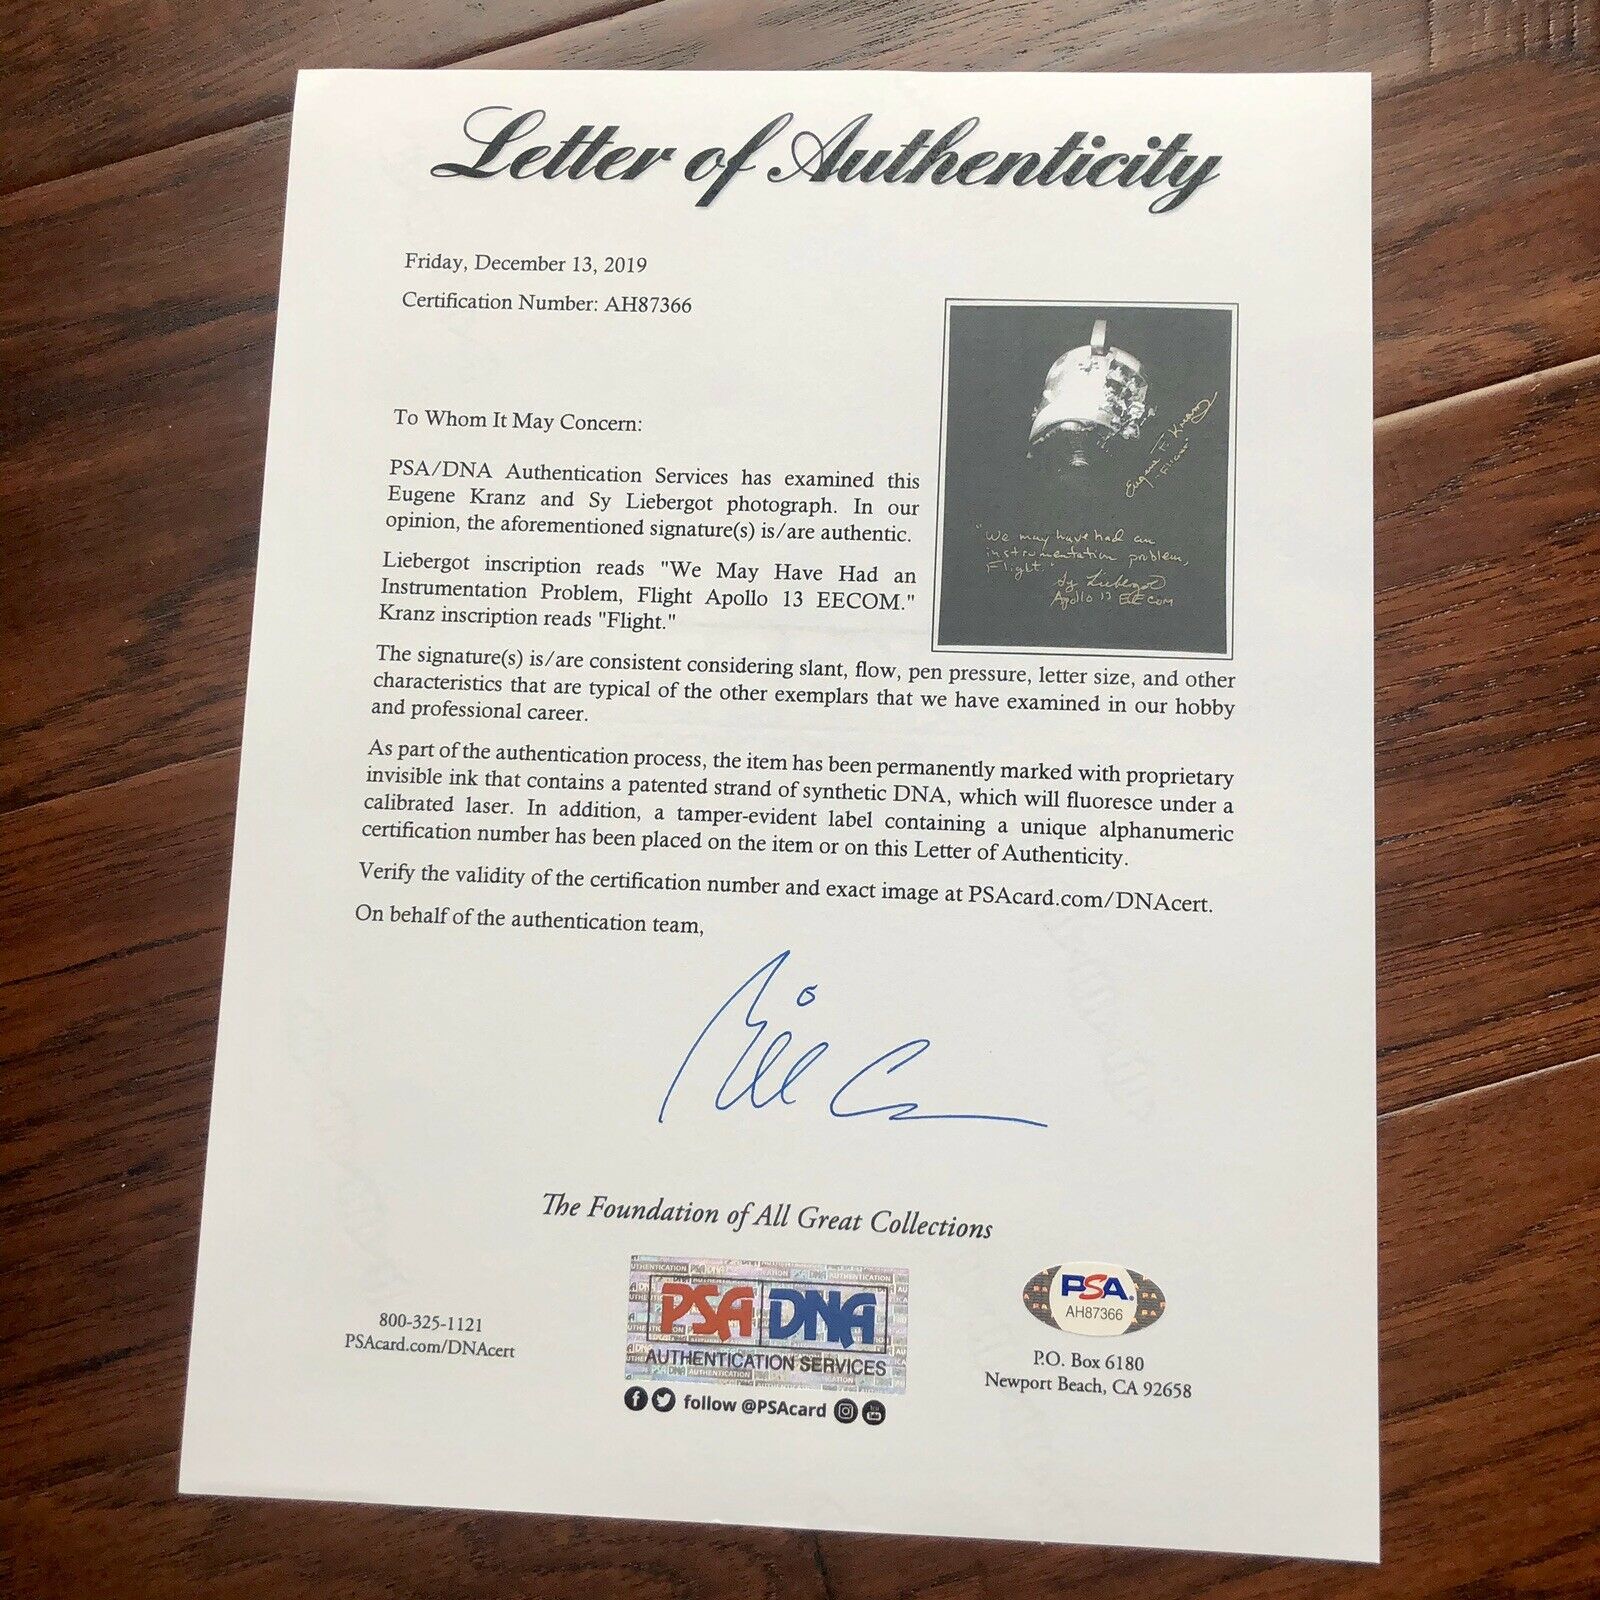 Letter of Authenticity
Friday, December 13, 2019
Certification Number: AH87366
To Whom It May Concern:
PSA/DNA Authentication Services has examined this
Eugene Kranz and Sy Liebergot photograph. In our
opinion, the aforementioned signature(s) is/are authentic.
Liebergot inscription reads "We May Have Had an
Instrumentation Problem, Flight Apollo 13 EECOM."
Kranz inscription reads "Flight."
Eugene F. Kranz
"Flight"
"We may have had an
instrumentation problem,
Flight."
Sy Liebergot
Apollo 13 EECOM
The signature(s) is/are consistent considering slant, flow, pen pressure, letter size, and other
characteristics that are typical of the other exemplars that we have examined in our hobby
and professional career.
As part of the authentication process, the item has been permanently marked with proprietary
invisible ink that contains a patented strand of synthetic DNA, which will fluoresce under a
calibrated laser. In addition, a tamper-evident label containing a unique alphanumeric
certification number has been placed on the item or on this Letter of Authenticity.
Verify the validity of the certification number and exact image at PSAcard.com/DNAcert.
On behalf of the authentication team,
The Foundation of All Great Collections
800-325-1121
PSAcard.com/DNAcert
PSA DNA
AUTHENTICATION SERVICES
follow @PSAcard
PSA
AH87366
P.O. Box 6180
Newport Beach, CA 92658